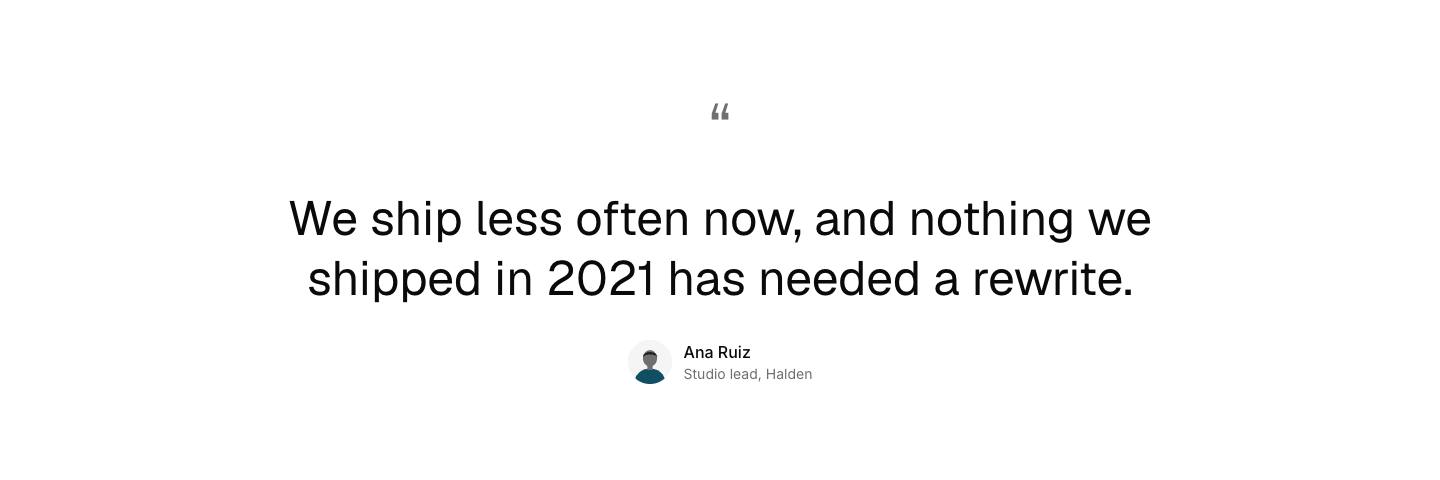 “
We ship less often now, and nothing we
shipped in 2021 has needed a rewrite.
Ana Ruiz
Studio lead, Halden